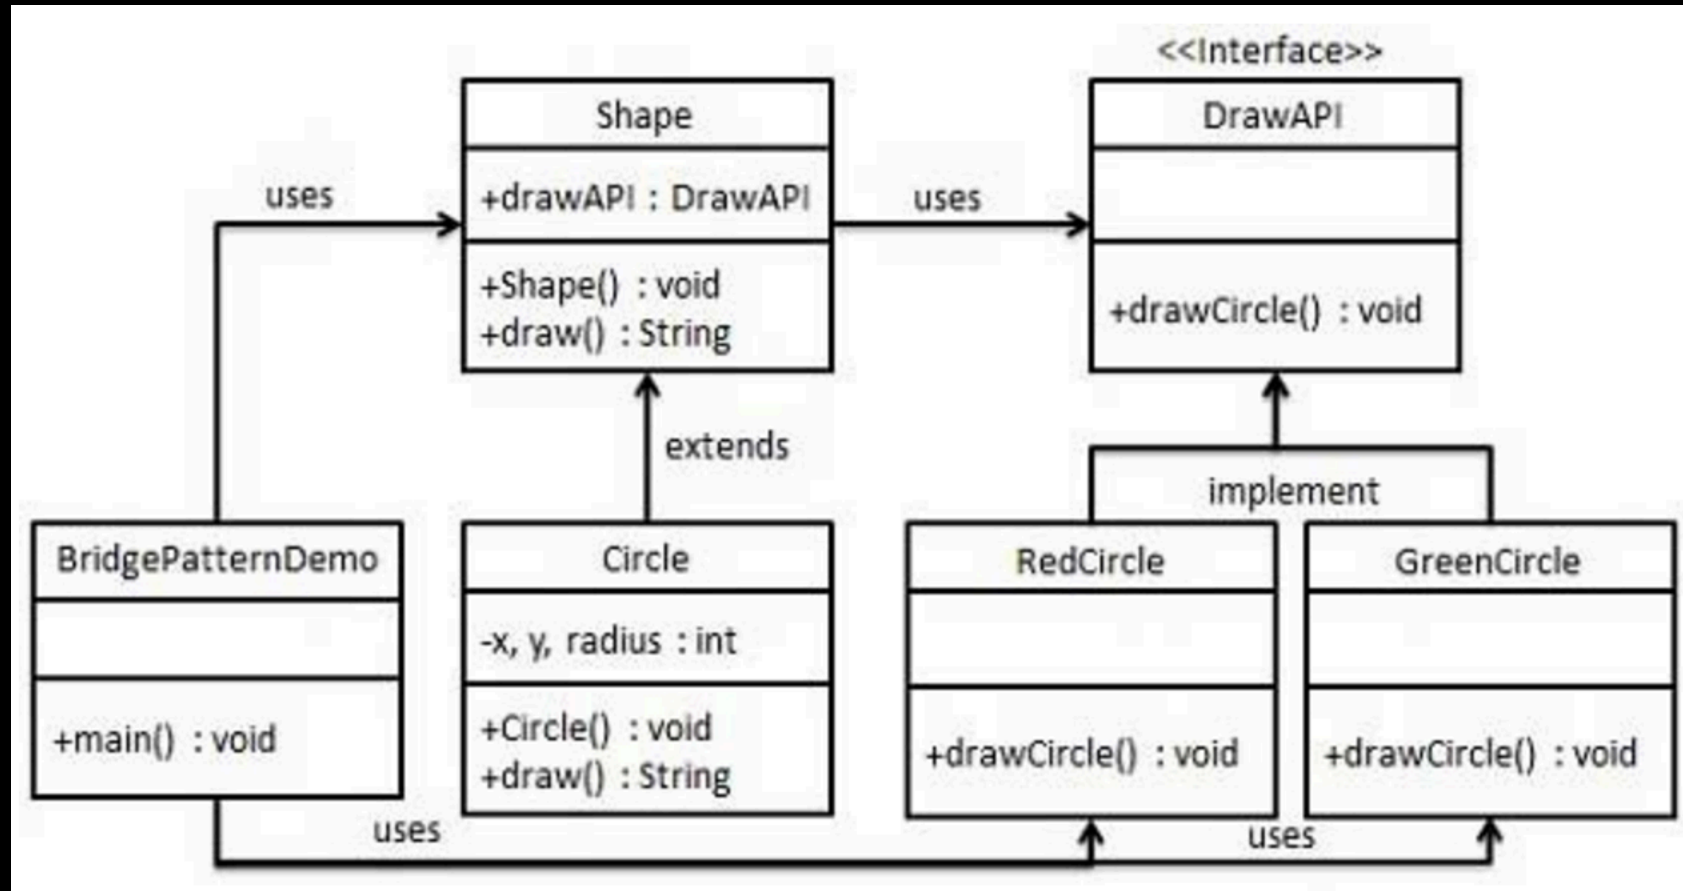 <<Interface>>
Shape
DrawAPI
+drawAPI : DrawAPI
uses
uses
+Shape() : void
+draw() : String
+drawCircle() : void
extends
implement
BridgePatternDemo
Circle
RedCircle
GreenCircle
-x, y, radius : int
+main() : void
+Circle() : void
+draw() : String
+drawCircle() : void
+drawCircle() : void
uses
uses